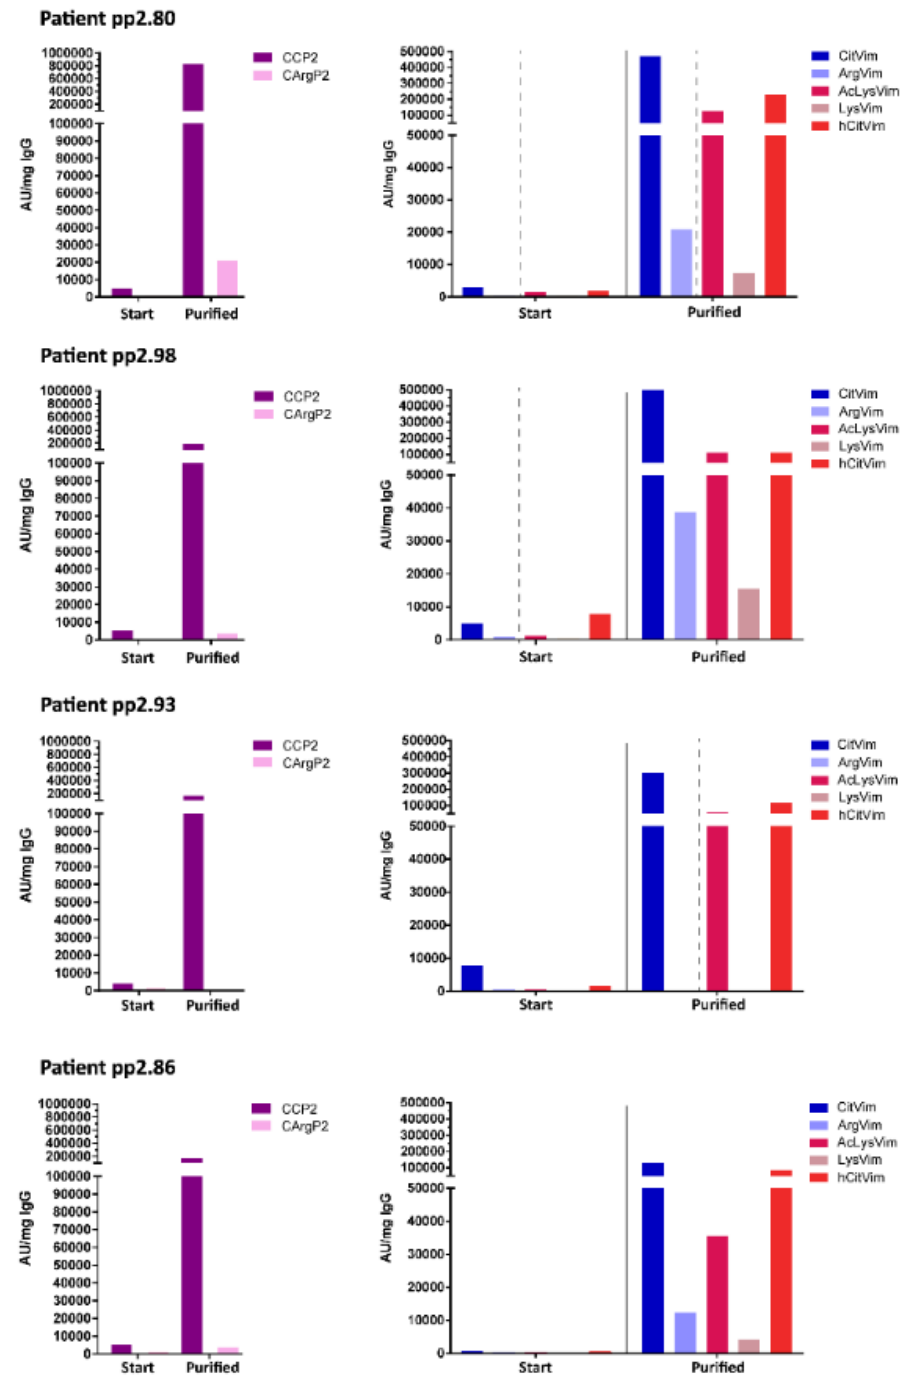 Patient pp2.80
1000000
800000
600000
400000
200000
100000
90000
80000
70000
60000
50000
40000
30000
20000
10000
0
AU/mg IgG
Start Purified
CCP2
CArgP2
500000
400000
300000
200000
100000
50000
40000
30000
20000
10000
0
AU/mg IgG
Start Purified
CitVim
ArgVim
AcLysVim
LysVim
hCitVim
Patient pp2.98
1000000
800000
600000
400000
200000
100000
90000
80000
70000
60000
50000
40000
30000
20000
10000
0
AU/mg IgG
Start Purified
CCP2
CArgP2
500000
400000
300000
200000
100000
50000
40000
30000
20000
10000
0
AU/mg IgG
Start Purified
CitVim
ArgVim
AcLysVim
LysVim
hCitVim
Patient pp2.93
1000000
800000
600000
400000
200000
100000
90000
80000
70000
60000
50000
40000
30000
20000
10000
0
AU/mg IgG
Start Purified
CCP2
CArgP2
500000
400000
300000
200000
100000
50000
40000
30000
20000
10000
0
AU/mg IgG
Start Purified
CitVim
ArgVim
AcLysVim
LysVim
hCitVim
Patient pp2.86
1000000
800000
600000
400000
200000
100000
90000
80000
70000
60000
50000
40000
30000
20000
10000
0
AU/mg IgG
Start Purified
CCP2
CArgP2
500000
400000
300000
200000
100000
50000
40000
30000
20000
10000
0
AU/mg IgG
Start Purified
CitVim
ArgVim
AcLysVim
LysVim
hCitVim